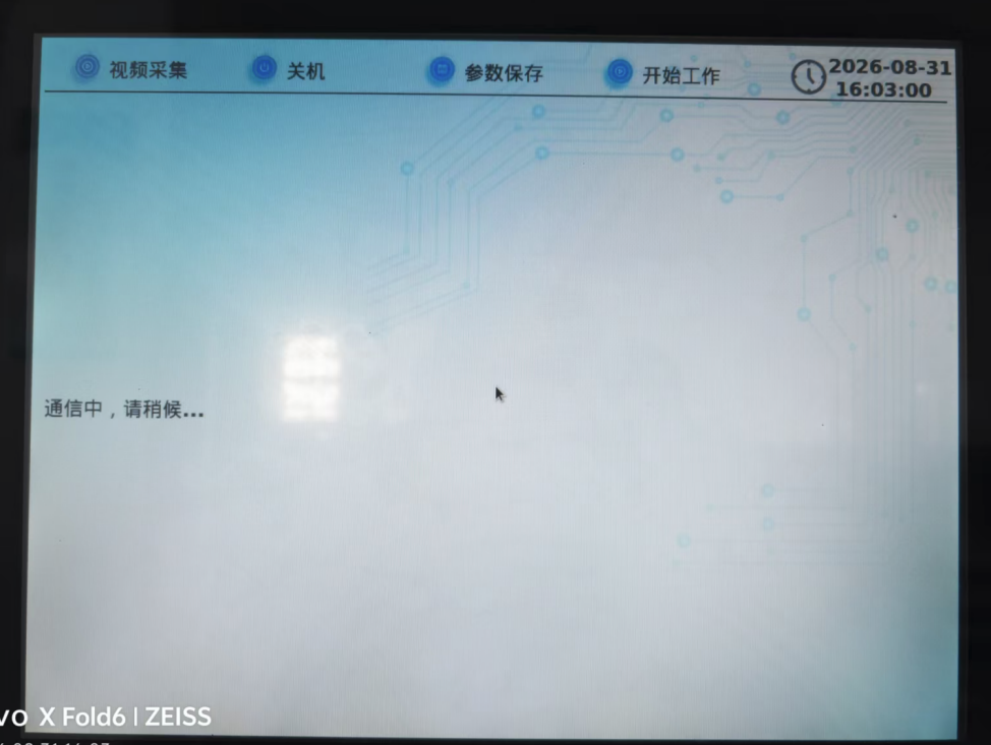 视频采集
关机
参数保存
开始工作
2026-08-31
16:03:00
通信中，请稍候...
vo X Fold6 | ZEISS